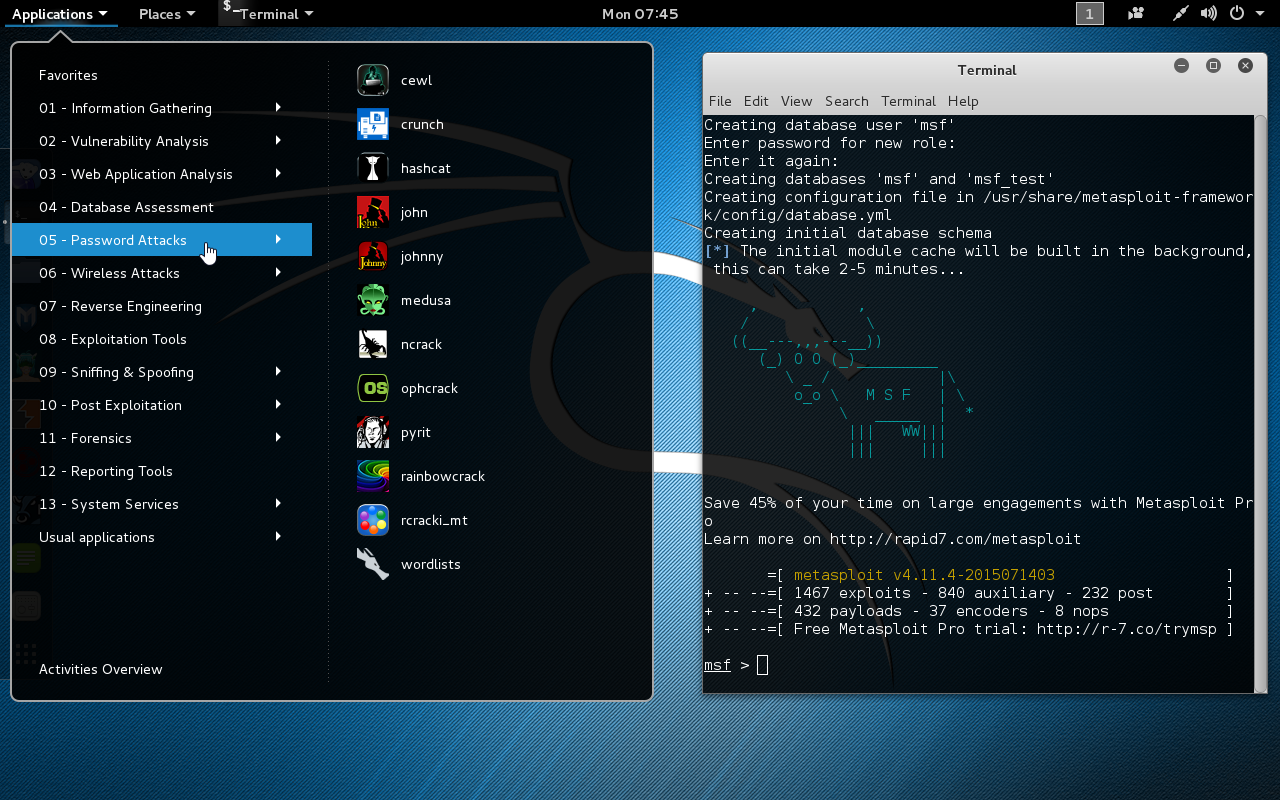 Applications Places $_ Terminal Mon 07:45 1
Favorites
01 - Information Gathering
02 - Vulnerability Analysis
03 - Web Application Analysis
04 - Database Assessment
05 - Password Attacks
06 - Wireless Attacks
07 - Reverse Engineering
08 - Exploitation Tools
09 - Sniffing & Spoofing
10 - Post Exploitation
11 - Forensics
12 - Reporting Tools
13 - System Services
Usual applications
Activities Overview
cewl
crunch
hashcat
john
johnny
medusa
ncrack
ophcrack
pyrit
rainbowcrack
rcracki_mt
wordlists
Terminal
File Edit View Search Terminal Help
Creating database user 'msf'
Enter password for new role:
Enter it again:
Creating databases 'msf' and 'msf_test'
Creating configuration file in /usr/share/metasploit-framewor
k/config/database.yml
Creating initial database schema
[*] The initial module cache will be built in the background,
this can take 2-5 minutes...
M S F
WW
Save 45% of your time on large engagements with Metasploit Pr
o
Learn more on http://rapid7.com/metasploit
=[ metasploit v4.11.4-2015071403 ]
+ -- --=[ 1467 exploits - 840 auxiliary - 232 post ]
+ -- --=[ 432 payloads - 37 encoders - 8 nops ]
+ -- --=[ Free Metasploit Pro trial: http://r-7.co/trymsp ]
msf >